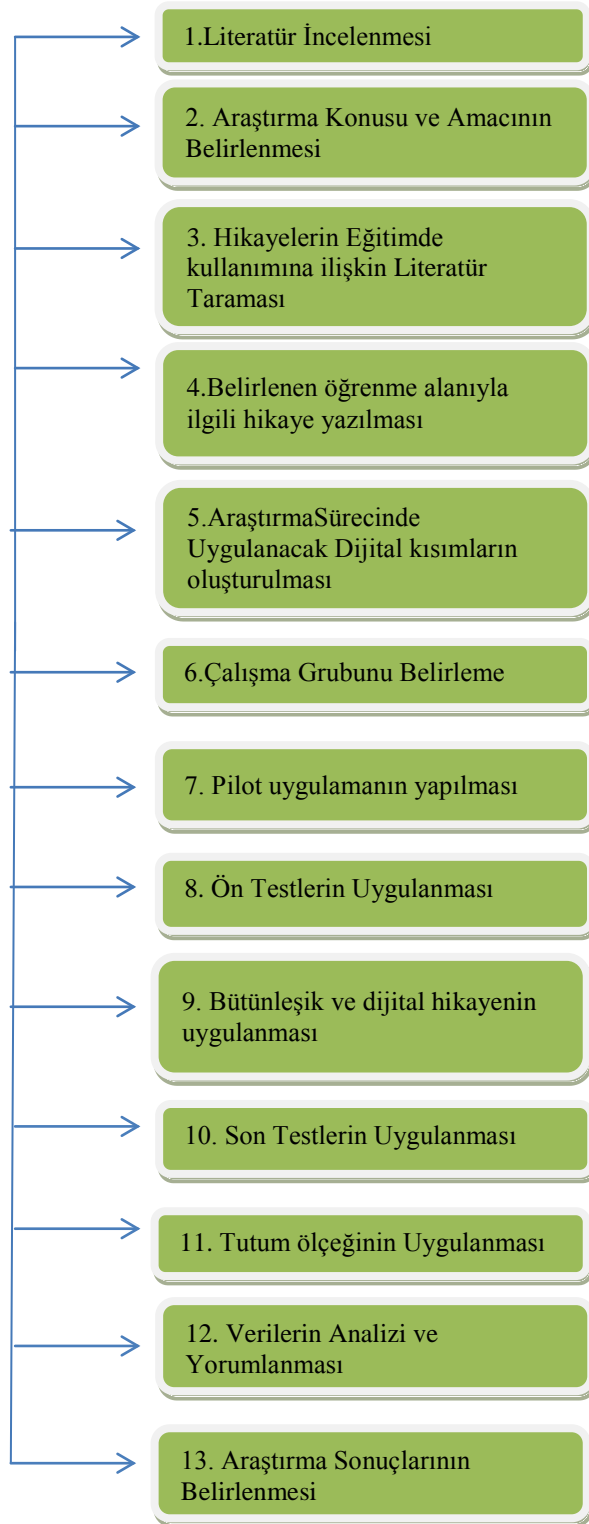 1.Literatür İncelenmesi
2. Araştırma Konusu ve Amacının
Belirlenmesi
3. Hikayelerin Eğitimde
kullanımına ilişkin Literatür
Taraması
4.Belirlenen öğrenme alanıyla
ilgili hikaye yazılması
5.AraştırmaSürecinde
Uygulanacak Dijital kısımların
oluşturulması
6.Çalışma Grubunu Belirleme
7. Pilot uygulamanın yapılması
8. Ön Testlerin Uygulanması
9. Bütünleşik ve dijital hikayenin
uygulanması
10. Son Testlerin Uygulanması
11. Tutum ölçeğinin Uygulanması
12. Verilerin Analizi ve
Yorumlanması
13. Araştırma Sonuçlarının
Belirlenmesi